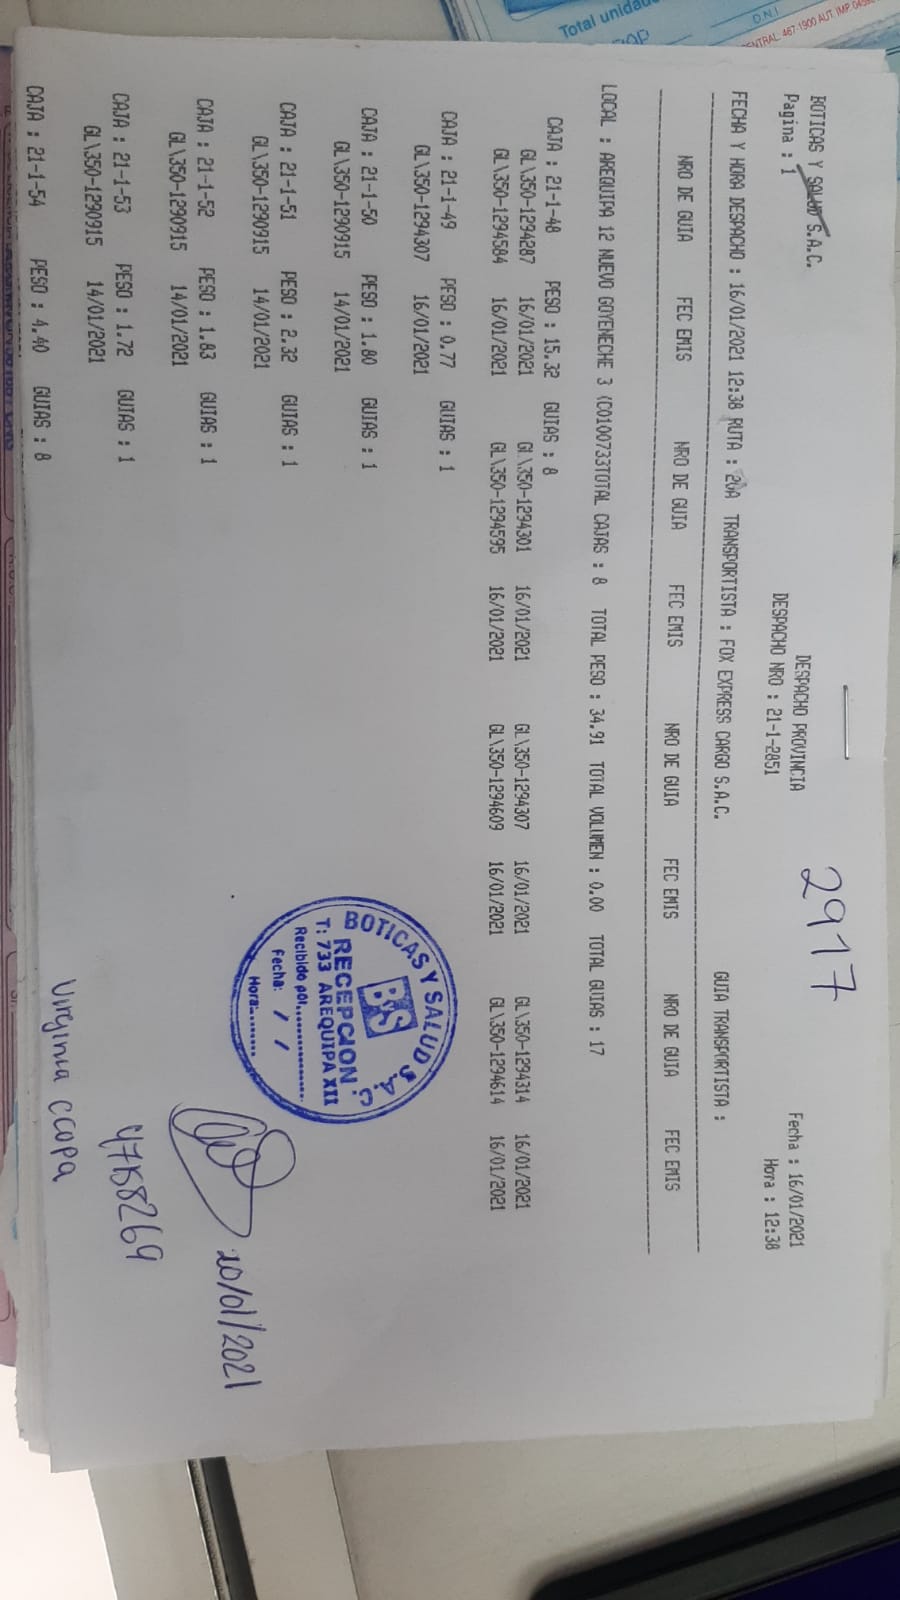 BOTICAS Y SALUD S.A.C.
Pagina : 1
DESPACHO PROVINCIA
DESPACHO NRO : 21-1-2851
2917
Fecha : 16/01/2021
Hora : 12:38
FECHA Y HORA DESPACHO : 16/01/2021 12:38 RUTA : 20A TRANSPORTISTA : FOX EXPRESS CARGO S.A.C. GUIA TRANSPORTISTA :
NRO DE GUIA FEC EMIS NRO DE GUIA FEC EMIS NRO DE GUIA FEC EMIS NRO DE GUIA FEC EMIS
LOCAL : AREQUIPA 12 NUEVO GOYENECHE 3 (C0100733TOTAL CAJAS : 8 TOTAL PESO : 34.91 TOTAL VOLUMEN : 0.00 TOTAL GUIAS : 17
CAJA : 21-1-48 PESO : 15.32 GUIAS : 8
GL\350-1294287 16/01/2021 GL\350-1294301 16/01/2021 GL\350-1294307 16/01/2021 GL\350-1294314 16/01/2021
GL\350-1294584 16/01/2021 GL\350-1294595 16/01/2021 GL\350-1294609 16/01/2021 GL\350-1294614 16/01/2021
CAJA : 21-1-49 PESO : 0.77 GUIAS : 1
GL\350-1294307 16/01/2021
CAJA : 21-1-50 PESO : 1.80 GUIAS : 1
GL\350-1290915 14/01/2021
CAJA : 21-1-51 PESO : 2.32 GUIAS : 1
GL\350-1290915 14/01/2021
CAJA : 21-1-52 PESO : 1.83 GUIAS : 1
GL\350-1290915 14/01/2021
CAJA : 21-1-53 PESO : 1.72 GUIAS : 1
GL\350-1290915 14/01/2021
CAJA : 21-1-54 PESO : 4.40 GUIAS : 8
BOTICAS Y SALUD S.A.C
B&S
RECEPCION
T: 733 AREQUIPA XII
Recibido por:..............
Fecha: / /
Hora:.........
20/01/2021
47158269
Virginia CCOPA
Total unidad
D.N.I.
CENTRAL 467-1900 AUT. IMP.